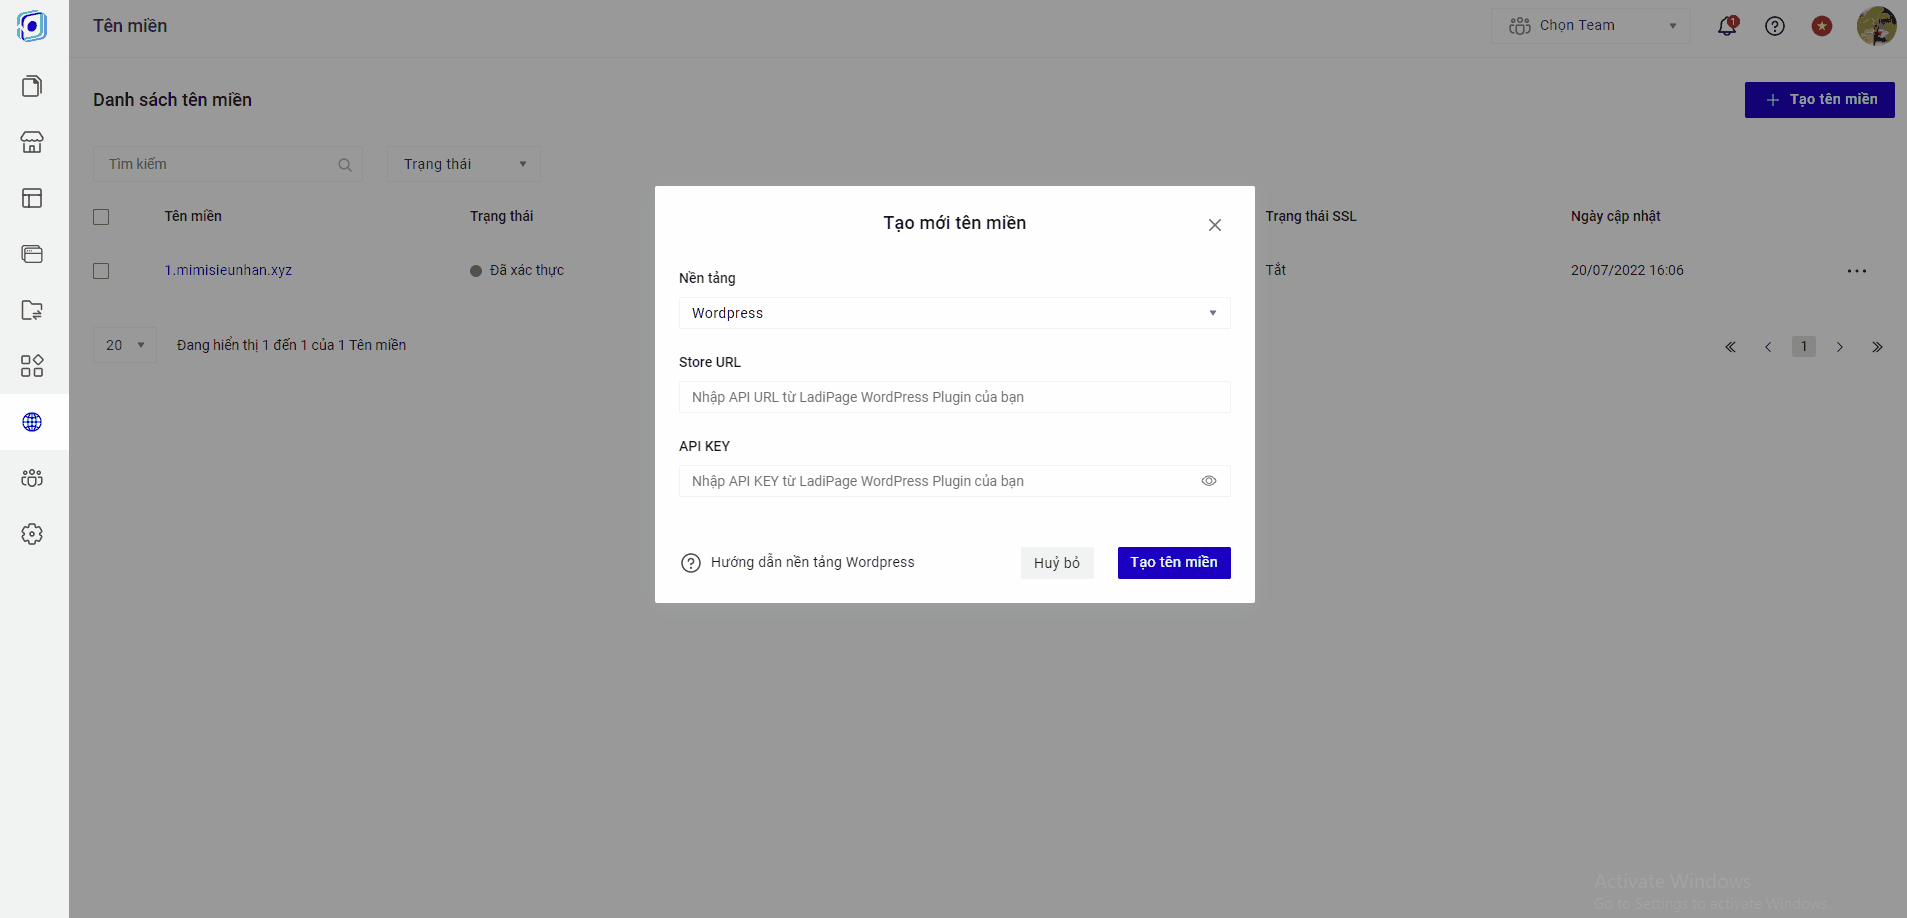 Tên miền
Chọn Team
1
Danh sách tên miền
Tạo tên miền
Tìm kiếm
Trạng thái
Tên miền
Trạng thái
Trạng thái SSL
Ngày cập nhật
1.mimisieunhan.xyz
Đã xác thực
Tắt
20/07/2022 16:06
20
Đang hiển thị 1 đến 1 của 1 Tên miền
1
Tạo mới tên miền
Nền tảng
Wordpress
Store URL
Nhập API URL từ LadiPage WordPress Plugin của bạn
API KEY
Nhập API KEY từ LadiPage WordPress Plugin của bạn
Hướng dẫn nền tảng Wordpress
Huỷ bỏ
Tạo tên miền
Activate Windows
Go to Settings to activate Windows.